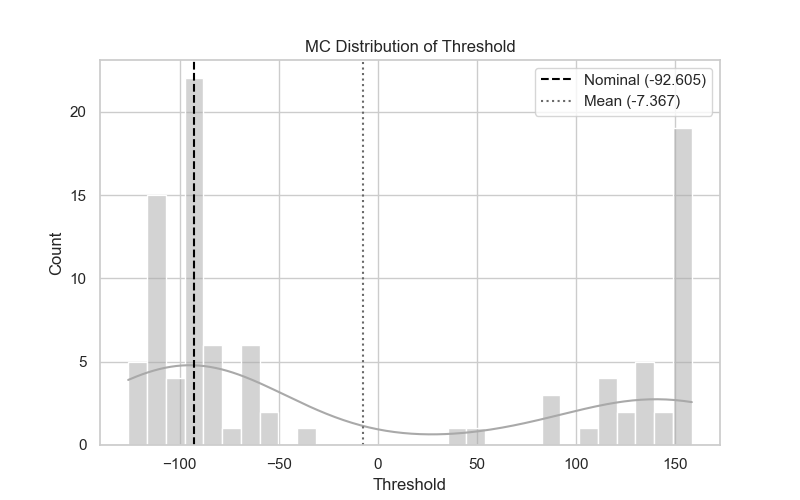 MC Distribution of Threshold
Nominal (-92.605)
Mean (-7.367)
Count
20
15
10
5
0
−100
−50
0
50
100
150
Threshold